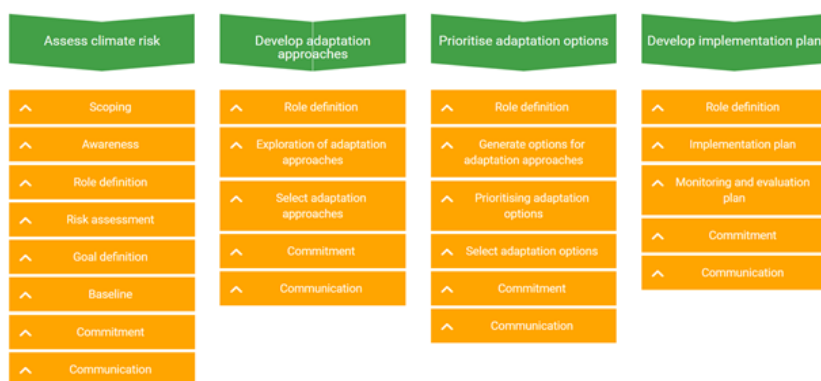 Assess climate risk
Scoping
Awareness
Role definition
Risk assessment
Goal definition
Baseline
Commitment
Communication
Develop adaptation
approaches
Role definition
Exploration of adaptation
approaches
Select adaptation
approaches
Commitment
Communication
Prioritise adaptation options
Role definition
Generate options for
adaptation approaches
Prioritising adaptation
options
Select adaptation options
Commitment
Communication
Develop implementation plan
Role definition
Implementation plan
Monitoring and evaluation
plan
Commitment
Communication